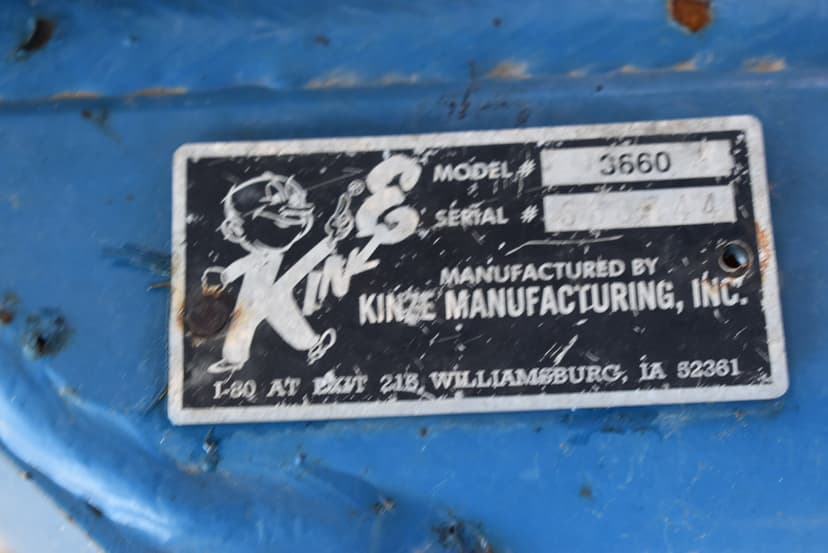 KINZE
MODEL # 3660
SERIAL #
MANUFACTURED BY
KINZE MANUFACTURING, INC.
I-80 AT EXIT 216, WILLIAMSBURG, IA 52361